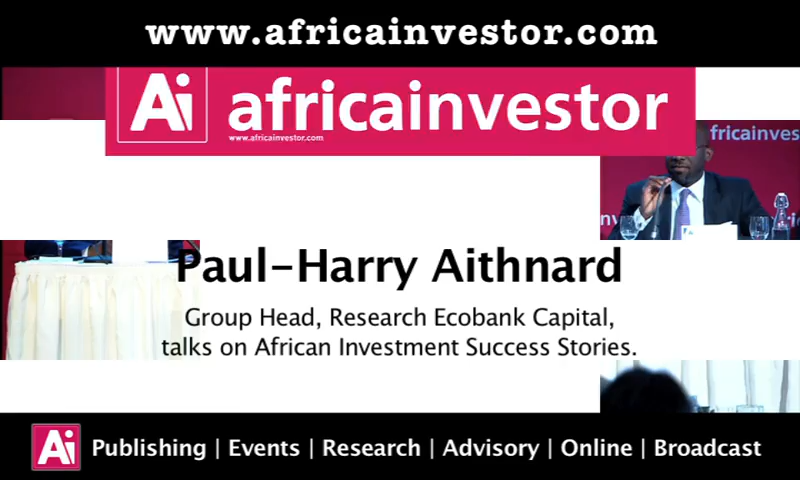 www.africainvestor.com
Ai africainvestor
www.africainvestor.com
fricainves
Paul-Harry Aithnard
Group Head, Research Ecobank Capital,
talks on African Investment Success Stories.
Ai Publishing | Events | Research | Advisory | Online | Broadcast